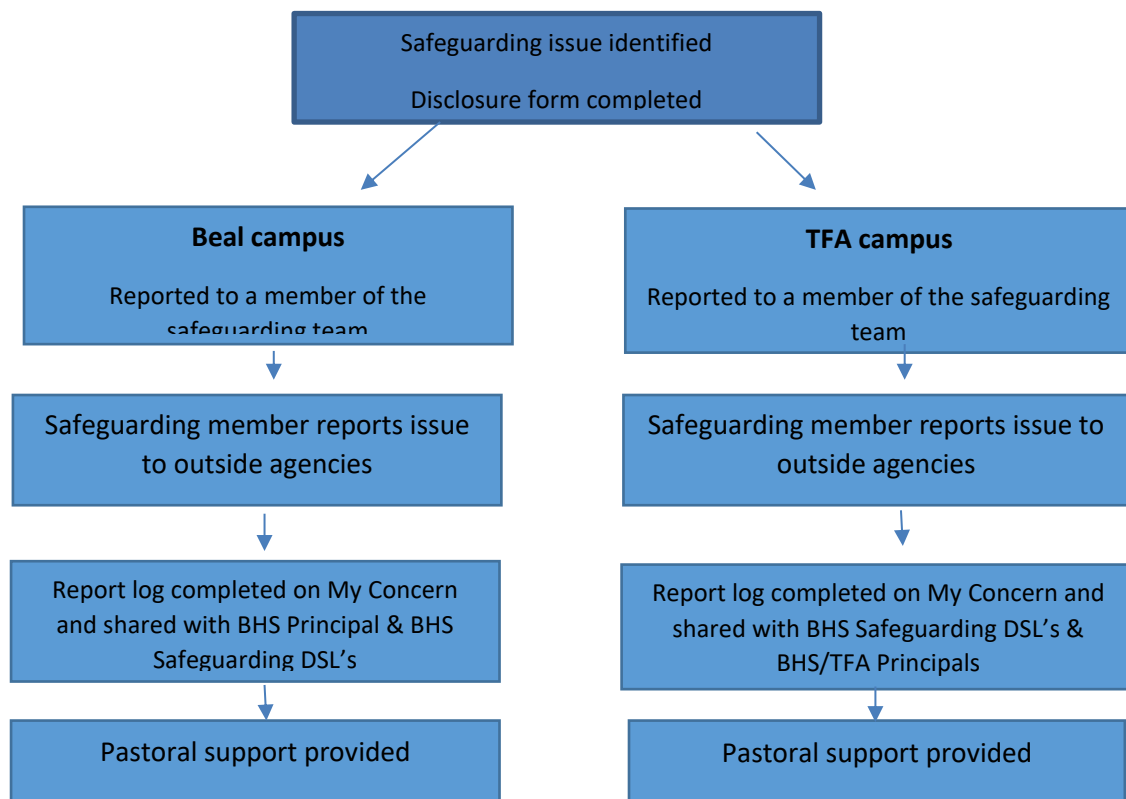 Safeguarding issue identified
Disclosure form completed
Beal campus
Reported to a member of the
safeguarding team
TFA campus
Reported to a member of the safeguarding
team
Safeguarding member reports issue
to outside agencies
Safeguarding member reports issue to
outside agencies
Report log completed on My Concern
and shared with BHS Principal & BHS
Safeguarding DSL’s
Report log completed on My Concern and
shared with BHS Safeguarding DSL’s &
BHS/TFA Principals
Pastoral support provided
Pastoral support provided